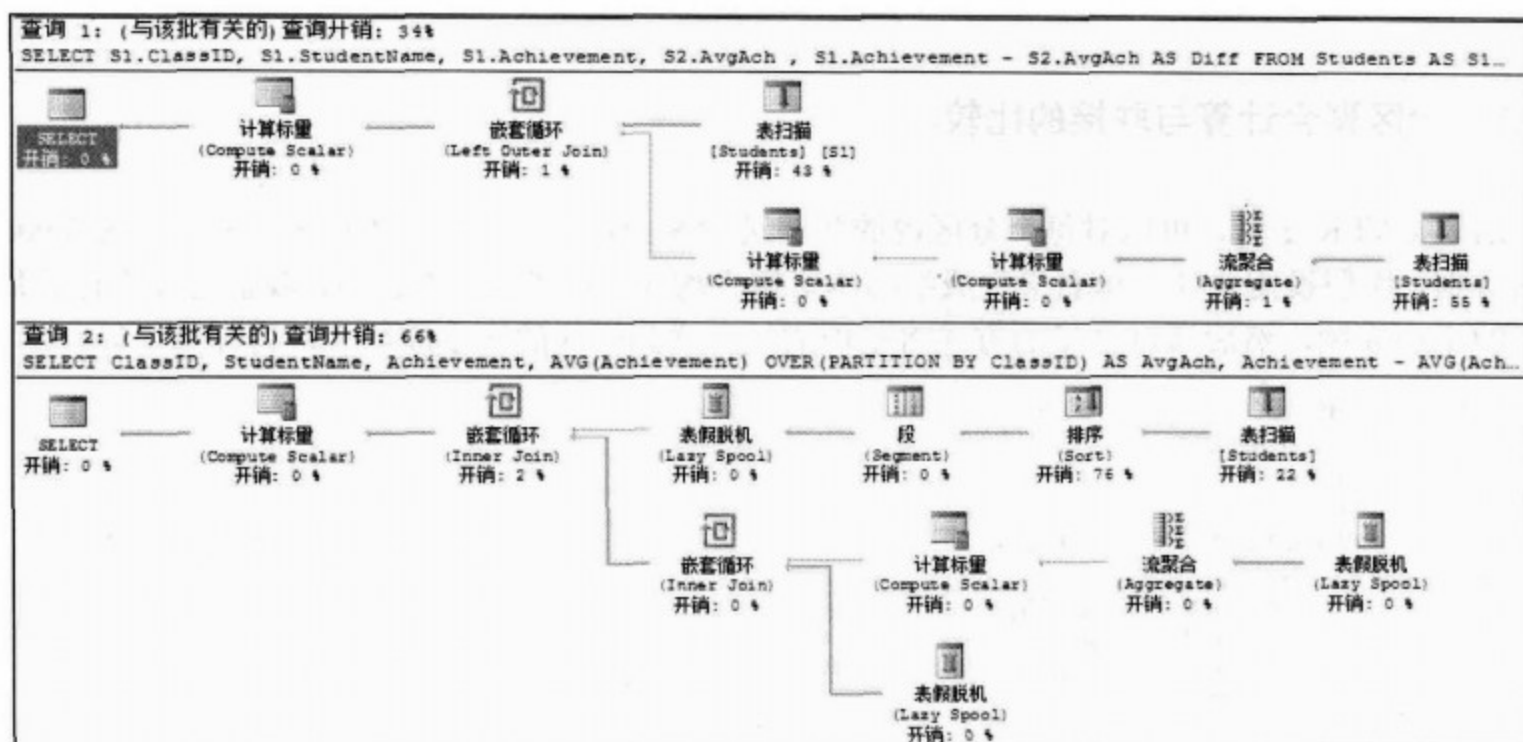 查询 1: (与该批有关的) 查询开销: 34%
SELECT S1.ClassID, S1.StudentName, S1.Achievement, S2.AvgAch , S1.Achievement - S2.AvgAch AS Diff FROM Students AS S1…
SELECT
开销: 0 %
计算标量
(Compute Scalar)
开销: 0 %
嵌套循环
(Left Outer Join)
开销: 1 %
表扫描
[Students] [S1]
开销: 43 %
计算标量
(Compute Scalar)
开销: 0 %
计算标量
(Compute Scalar)
开销: 0 %
流聚合
(Aggregate)
开销: 1 %
表扫描
[Students]
开销: 55 %
查询 2: (与该批有关的) 查询开销: 66%
SELECT ClassID, StudentName, Achievement, AVG(Achievement) OVER(PARTITION BY ClassID) AS AvgAch, Achievement - AVG(Ach…
SELECT
开销: 0 %
计算标量
(Compute Scalar)
开销: 0 %
嵌套循环
(Inner Join)
开销: 2 %
表假脱机
(Lazy Spool)
开销: 0 %
段
(Segment)
开销: 0 %
排序
(Sort)
开销: 76 %
表扫描
[Students]
开销: 22 %
嵌套循环
(Inner Join)
开销: 0 %
计算标量
(Compute Scalar)
开销: 0 %
流聚合
(Aggregate)
开销: 0 %
表假脱机
(Lazy Spool)
开销: 0 %
表假脱机
(Lazy Spool)
开销: 0 %